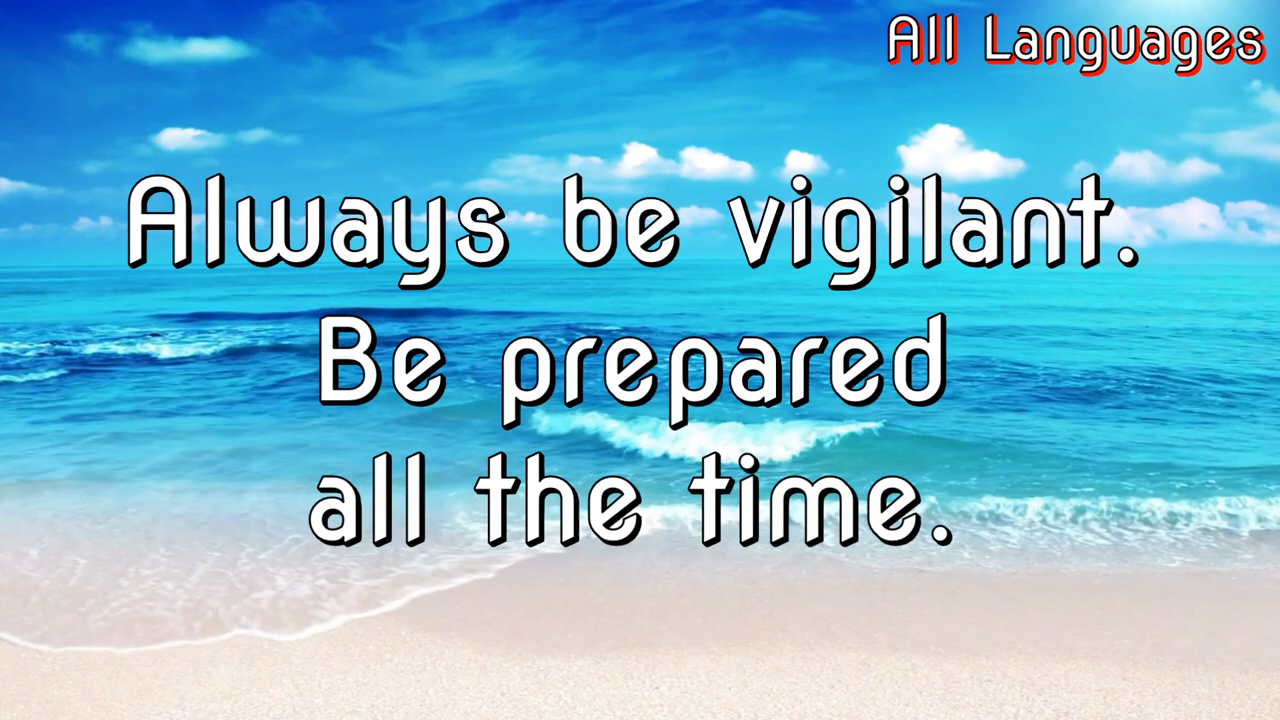 All Languages
Always be vigilant.
Be prepared
all the time.